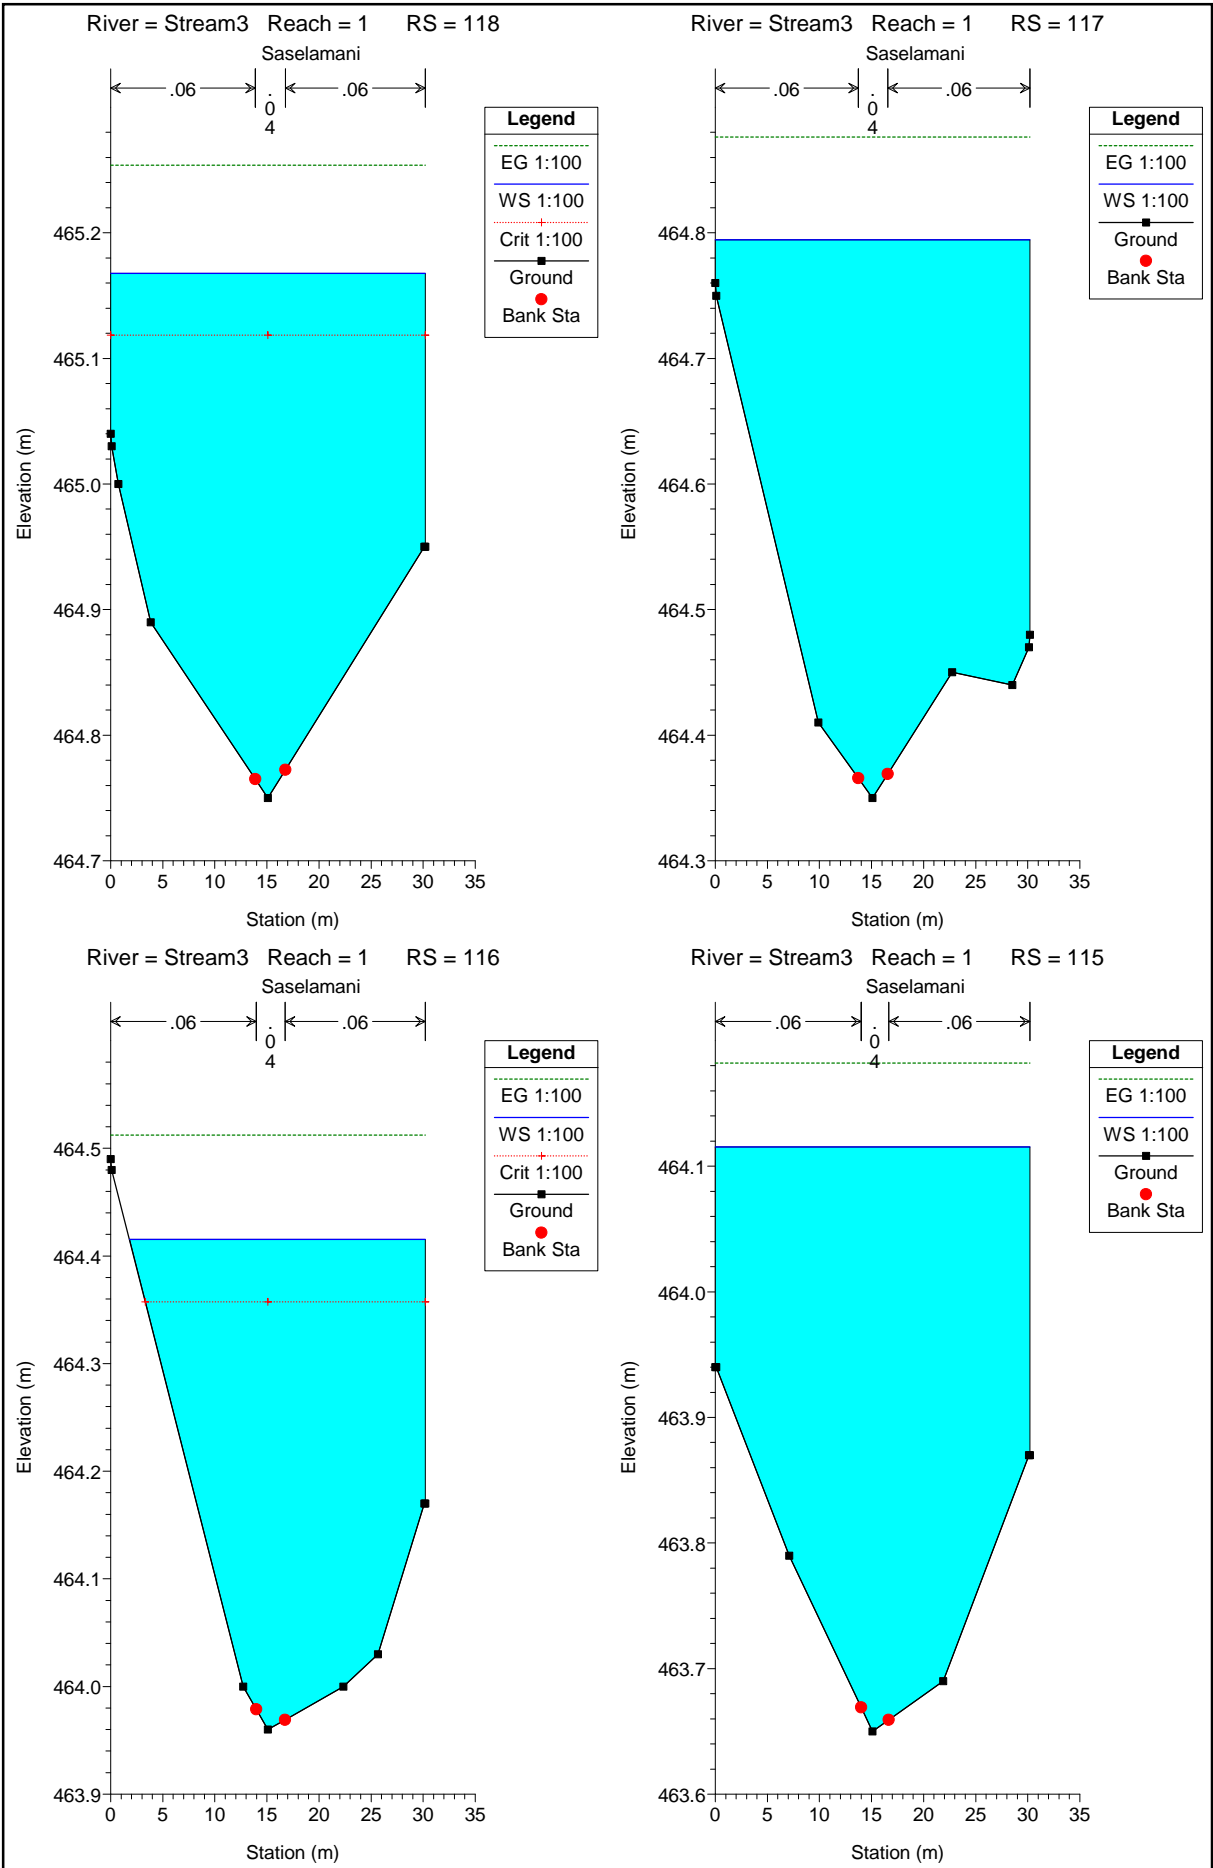 River = Stream3 Reach = 1 RS = 118
Saselamani
.06 .04 .06
Legend
EG 1:100
WS 1:100
Crit 1:100
Ground
Bank Sta
465.2
465.1
465.0
464.9
464.8
464.7
Elevation (m)
0 5 10 15 20 25 30 35
Station (m)
River = Stream3 Reach = 1 RS = 117
Saselamani
.06 .04 .06
Legend
EG 1:100
WS 1:100
Ground
Bank Sta
464.8
464.7
464.6
464.5
464.4
464.3
Elevation (m)
0 5 10 15 20 25 30 35
Station (m)
River = Stream3 Reach = 1 RS = 116
Saselamani
.06 .04 .06
Legend
EG 1:100
WS 1:100
Crit 1:100
Ground
Bank Sta
464.5
464.4
464.3
464.2
464.1
464.0
463.9
Elevation (m)
0 5 10 15 20 25 30 35
Station (m)
River = Stream3 Reach = 1 RS = 115
Saselamani
.06 .04 .06
Legend
EG 1:100
WS 1:100
Ground
Bank Sta
464.1
464.0
463.9
463.8
463.7
463.6
Elevation (m)
0 5 10 15 20 25 30 35
Station (m)